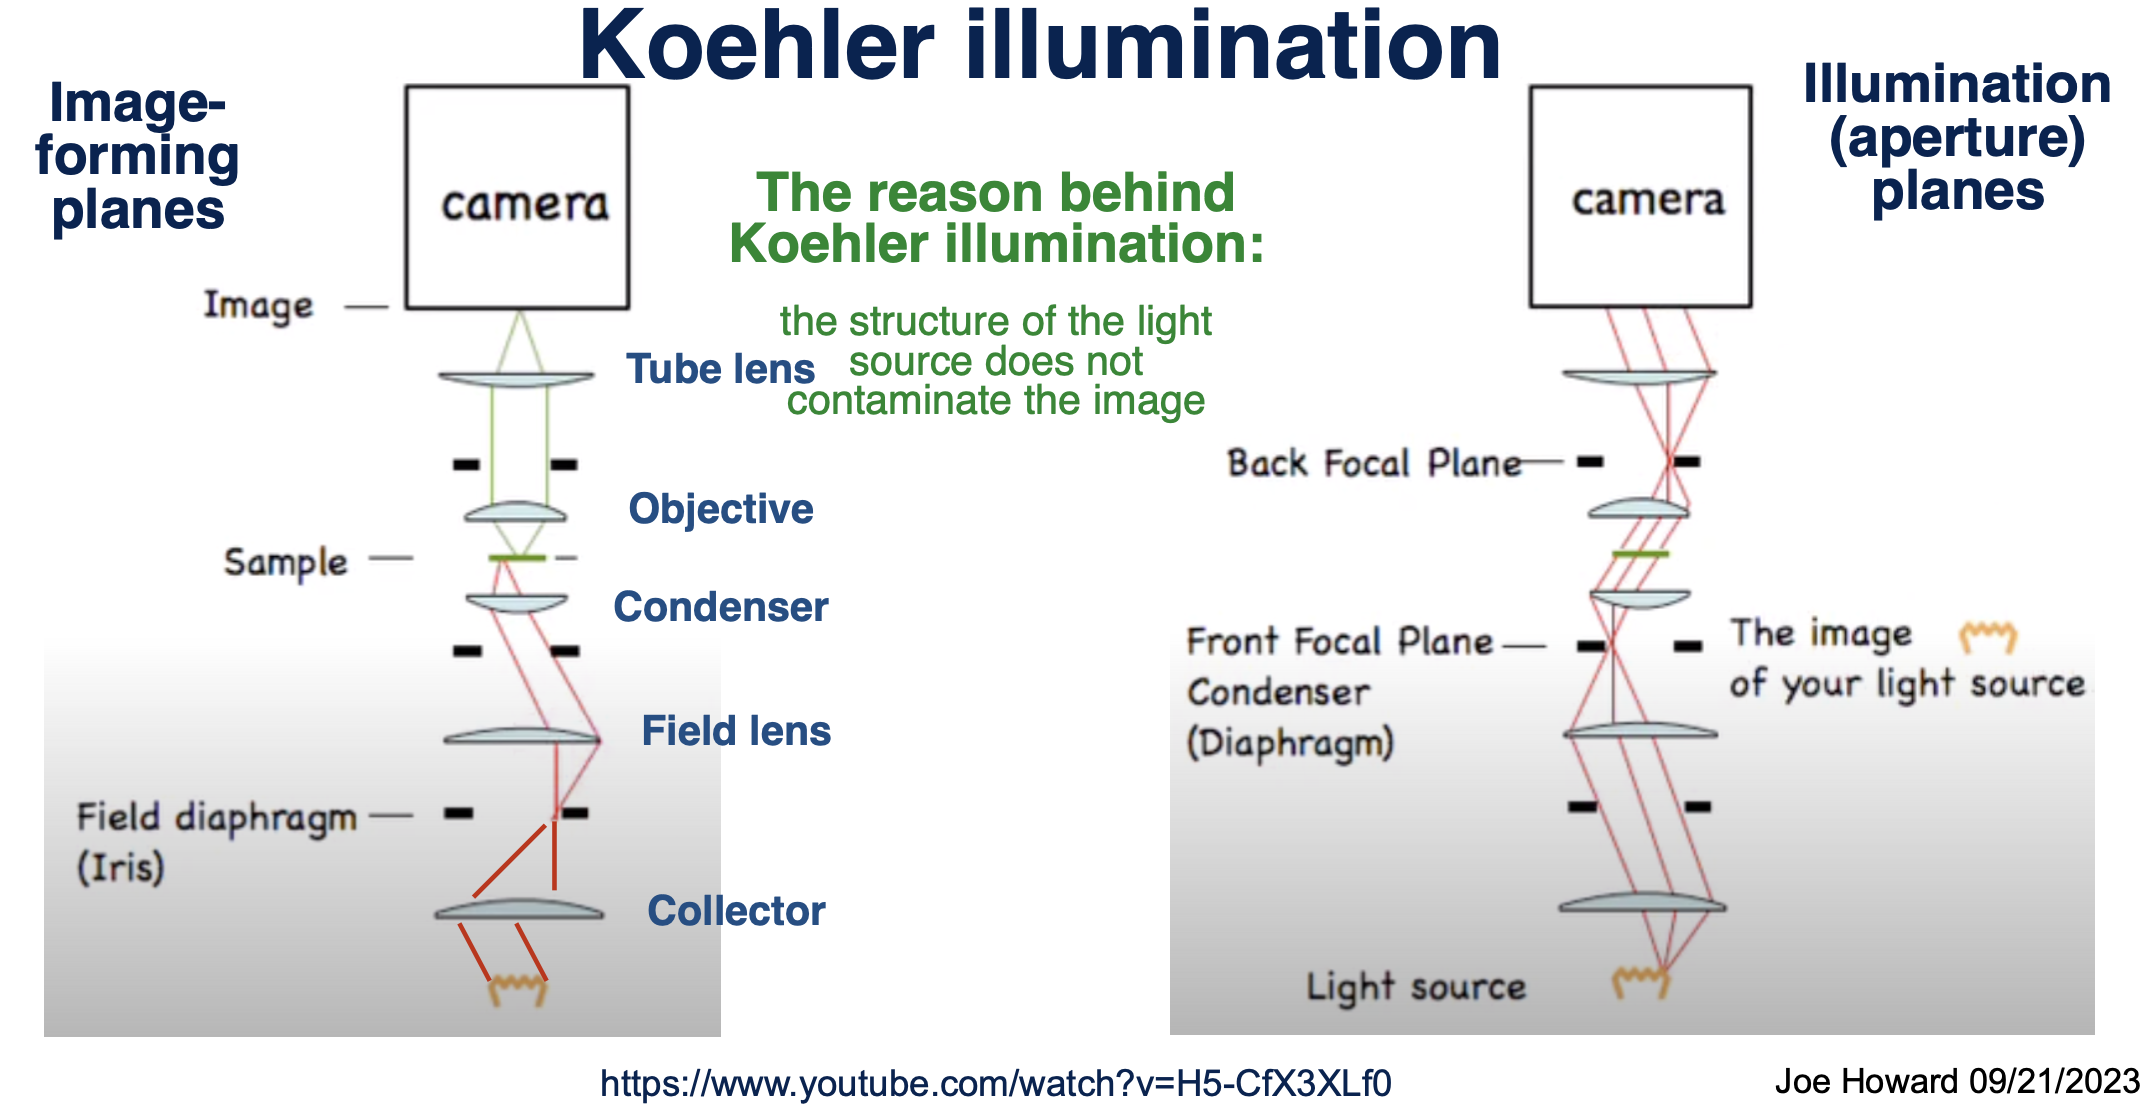 Koehler illumination
Image-
forming
planes
camera
Image
Tube lens
Objective
Sample
Condenser
Field lens
Field diaphragm
(Iris)
Collector
The reason behind
Koehler illumination:
the structure of the light
source does not
contaminate the image
Illumination
(aperture)
planes
camera
Back Focal Plane
Front Focal Plane
Condenser
(Diaphragm)
The image
of your light source
Light source
https://www.youtube.com/watch?v=H5-CfX3XLf0
Joe Howard 09/21/2023